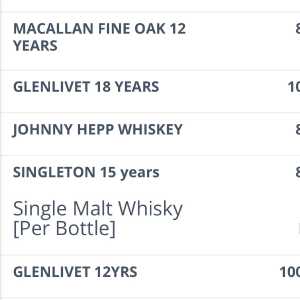 MACALLAN FINE OAK 12
YEARS
GLENLIVET 18 YEARS
JOHNNY HEPP WHISKEY
SINGLETON 15 years
Single Malt Whisky
[Per Bottle]
GLENLIVET 12YRS